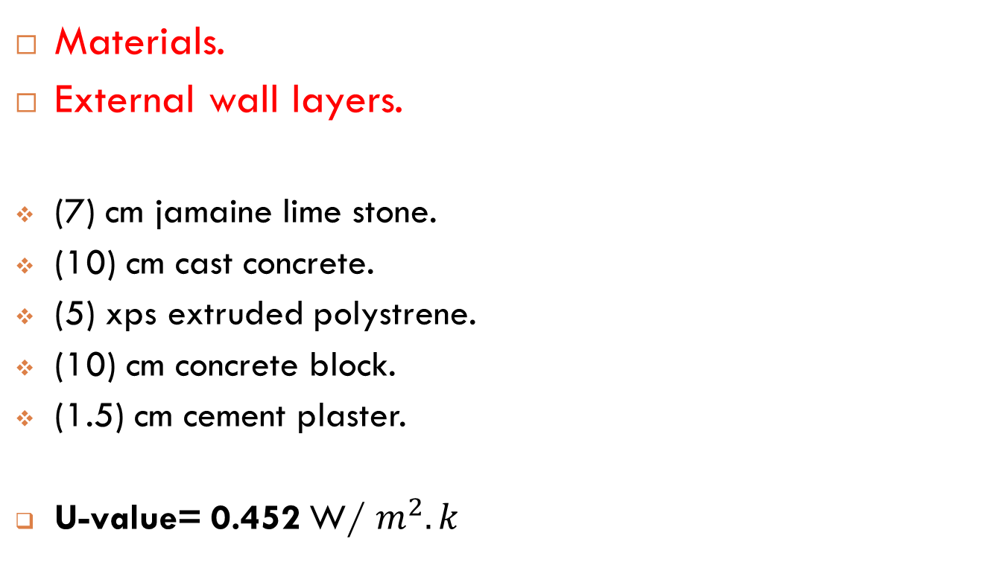 Materials.
External wall layers.
(7) cm jamaine lime stone.
(10) cm cast concrete.
(5) xps extruded polystrene.
(10) cm concrete block.
(1.5) cm cement plaster.
U-value= 0.452 W/ m².k